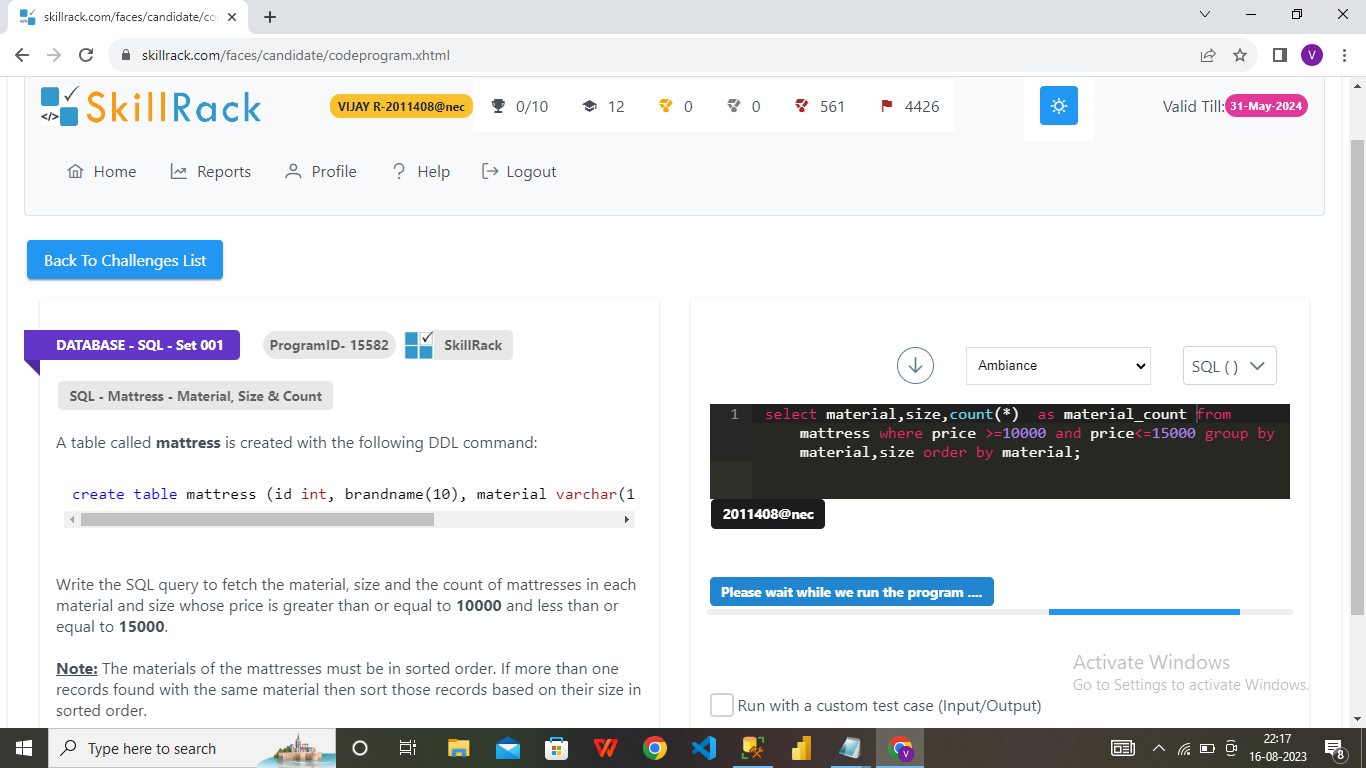 skillrack.com/faces/candidate/co
skillrack.com/faces/candidate/codeprogram.xhtml
V
SkillRack
VIJAY R-2011408@nec
0/10
12
0
0
561
4426
Valid Till: 31-May-2024
Home
Reports
Profile
Help
Logout
Back To Challenges List
DATABASE - SQL - Set 001
ProgramID- 15582
SkillRack
SQL - Mattress - Material, Size & Count
A table called mattress is created with the following DDL command:
create table mattress (id int, brandname(10), material varchar(1
Write the SQL query to fetch the material, size and the count of mattresses in each
material and size whose price is greater than or equal to 10000 and less than or
equal to 15000.
Note: The materials of the mattresses must be in sorted order. If more than one
records found with the same material then sort those records based on their size in
sorted order.
Ambiance
SQL ( )
1
select material,size,count(*)  as material_count from
mattress where price >=10000 and price<=15000 group by
material,size order by material;
2011408@nec
Please wait while we run the program ....
Activate Windows
Go to Settings to activate Windows.
Run with a custom test case (Input/Output)
Type here to search
V
22:17
16-08-2023
8